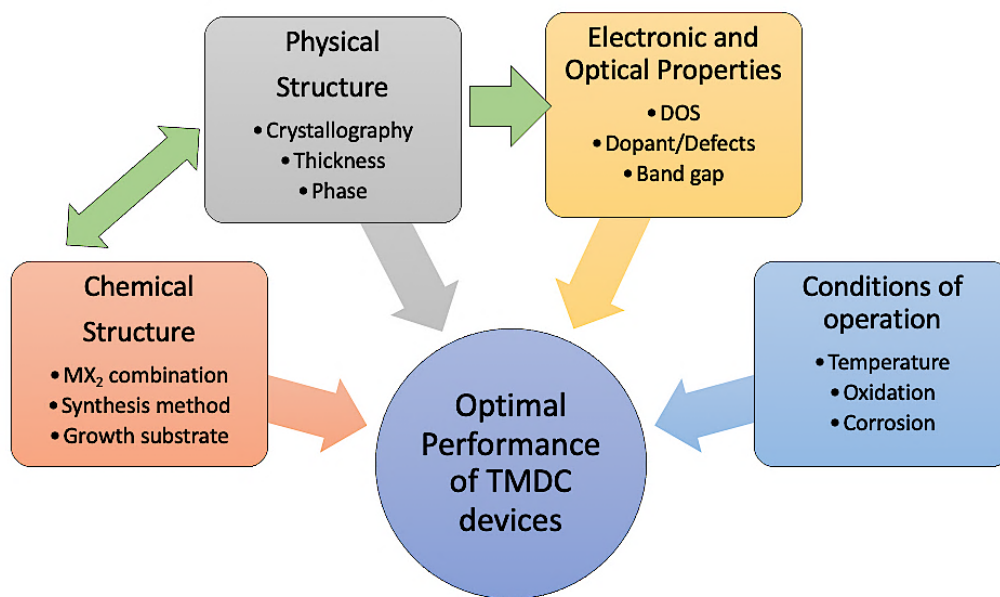 Physical
Structure
• Crystallography
• Thickness
• Phase
Electronic and
Optical Properties
• DOS
• Dopant/Defects
• Band gap
Chemical
Structure
• MX₂ combination
• Synthesis method
• Growth substrate
Conditions of
operation
• Temperature
• Oxidation
• Corrosion
Optimal
Performance
of TMDC
devices